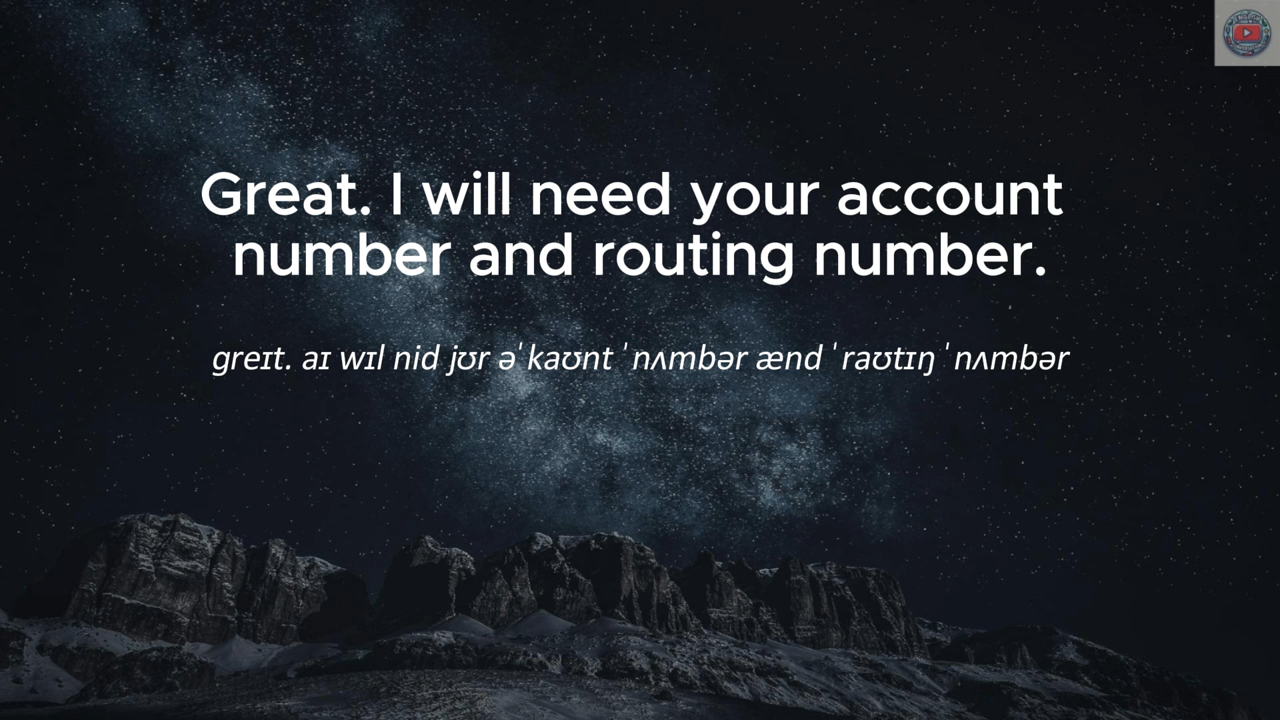 Great. I will need your account
number and routing number.
greɪt. aɪ wɪl nid jʊr əˈkaʊnt ˈnʌmbər ænd ˈraʊtɪŋ ˈnʌmbər